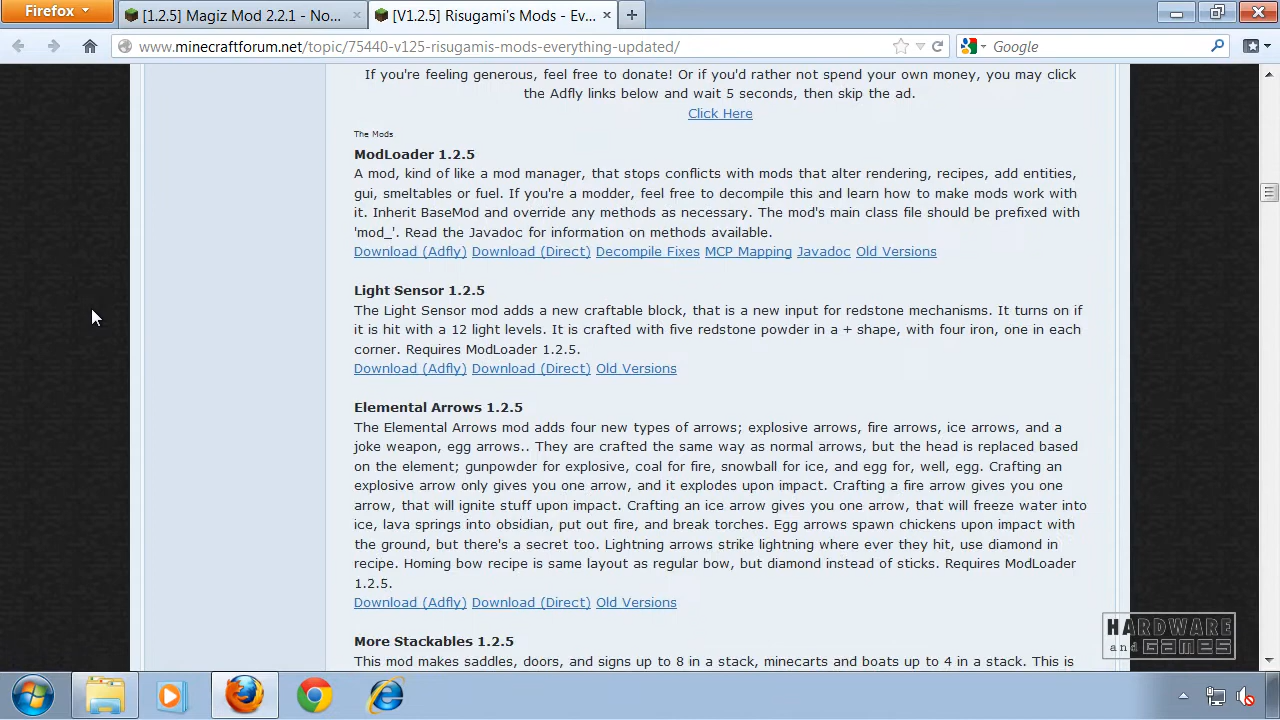 Firefox
[1.2.5] Magiz Mod 2.2.1 - No...
[V1.2.5] Risugami's Mods - Ev...
www.minecraftforum.net/topic/75440-v125-risugamis-mods-everything-updated/
Google
If you're feeling generous, feel free to donate! Or if you'd rather not spend your own money, you may click
the Adfly links below and wait 5 seconds, then skip the ad.
Click Here
The Mods
ModLoader 1.2.5
A mod, kind of like a mod manager, that stops conflicts with mods that alter rendering, recipes, add entities,
gui, smeltables or fuel. If you're a modder, feel free to decompile this and learn how to make mods work with
it. Inherit BaseMod and override any methods as necessary. The mod's main class file should be prefixed with
'mod_'. Read the Javadoc for information on methods available.
Download (Adfly) Download (Direct) Decompile Fixes MCP Mapping Javadoc Old Versions
Light Sensor 1.2.5
The Light Sensor mod adds a new craftable block, that is a new input for redstone mechanisms. It turns on if
it is hit with a 12 light levels. It is crafted with five redstone powder in a + shape, with four iron, one in each
corner. Requires ModLoader 1.2.5.
Download (Adfly) Download (Direct) Old Versions
Elemental Arrows 1.2.5
The Elemental Arrows mod adds four new types of arrows; explosive arrows, fire arrows, ice arrows, and a
joke weapon, egg arrows.. They are crafted the same way as normal arrows, but the head is replaced based
on the element; gunpowder for explosive, coal for fire, snowball for ice, and egg for, well, egg. Crafting an
explosive arrow only gives you one arrow, and it explodes upon impact. Crafting a fire arrow gives you one
arrow, that will ignite stuff upon impact. Crafting an ice arrow gives you one arrow, that will freeze water into
ice, lava springs into obsidian, put out fire, and break torches. Egg arrows spawn chickens upon impact with
the ground, but there's a secret too. Lightning arrows strike lightning where ever they hit, use diamond in
recipe. Homing bow recipe is same layout as regular bow, but diamond instead of sticks. Requires ModLoader
1.2.5.
Download (Adfly) Download (Direct) Old Versions
More Stackables 1.2.5
This mod makes saddles, doors, and signs up to 8 in a stack, minecarts and boats up to 4 in a stack. This is
HARDWARE
and GAMES